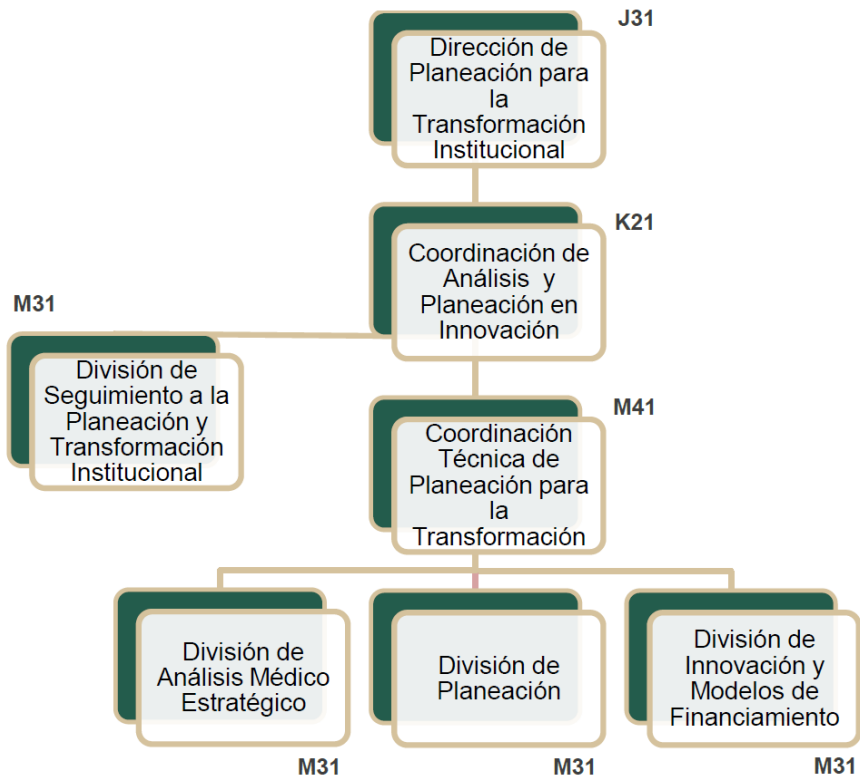 J31
Dirección de
Planeación para
la
Transformación
Institucional
K21
Coordinación de
Análisis y
Planeación en
Innovación
M31
División de
Seguimiento a la
Planeación y
Transformación
Institucional
M41
Coordinación
Técnica de
Planeación para
la
Transformación
División de
Análisis Médico
Estratégico
M31
División de
Planeación
M31
División de
Innovación y
Modelos de
Financiamiento
M31